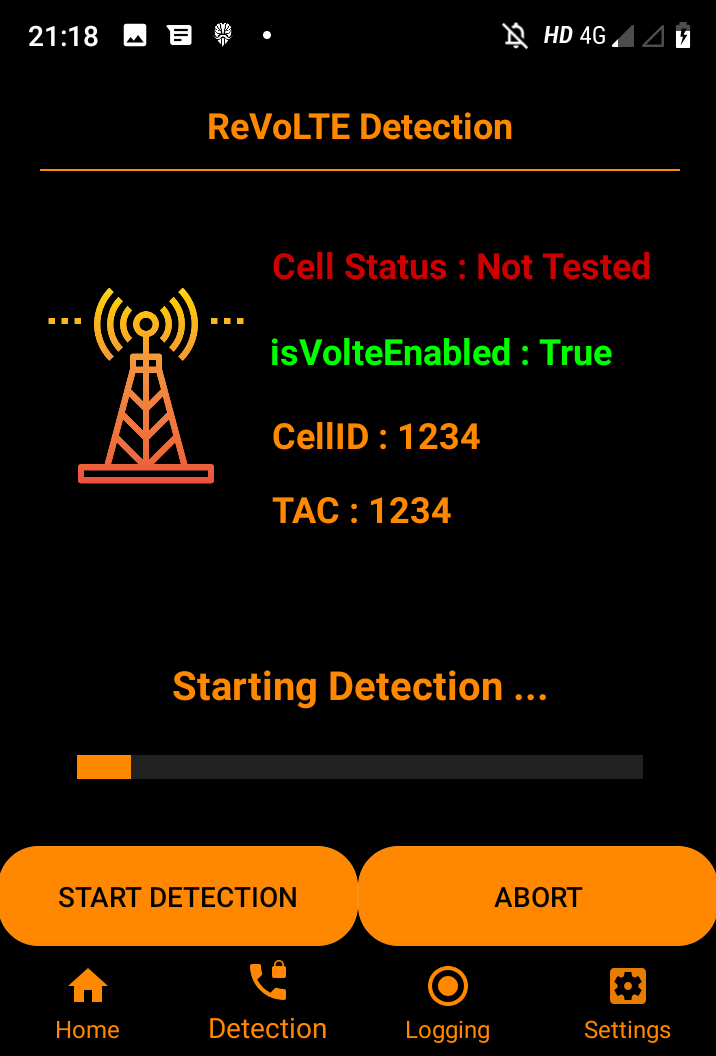 21:18 HD 4G
ReVoLTE Detection
Cell Status : Not Tested
isVolteEnabled : True
CellID : 1234
TAC : 1234
Starting Detection ...
START DETECTION ABORT
Home Detection Logging Settings